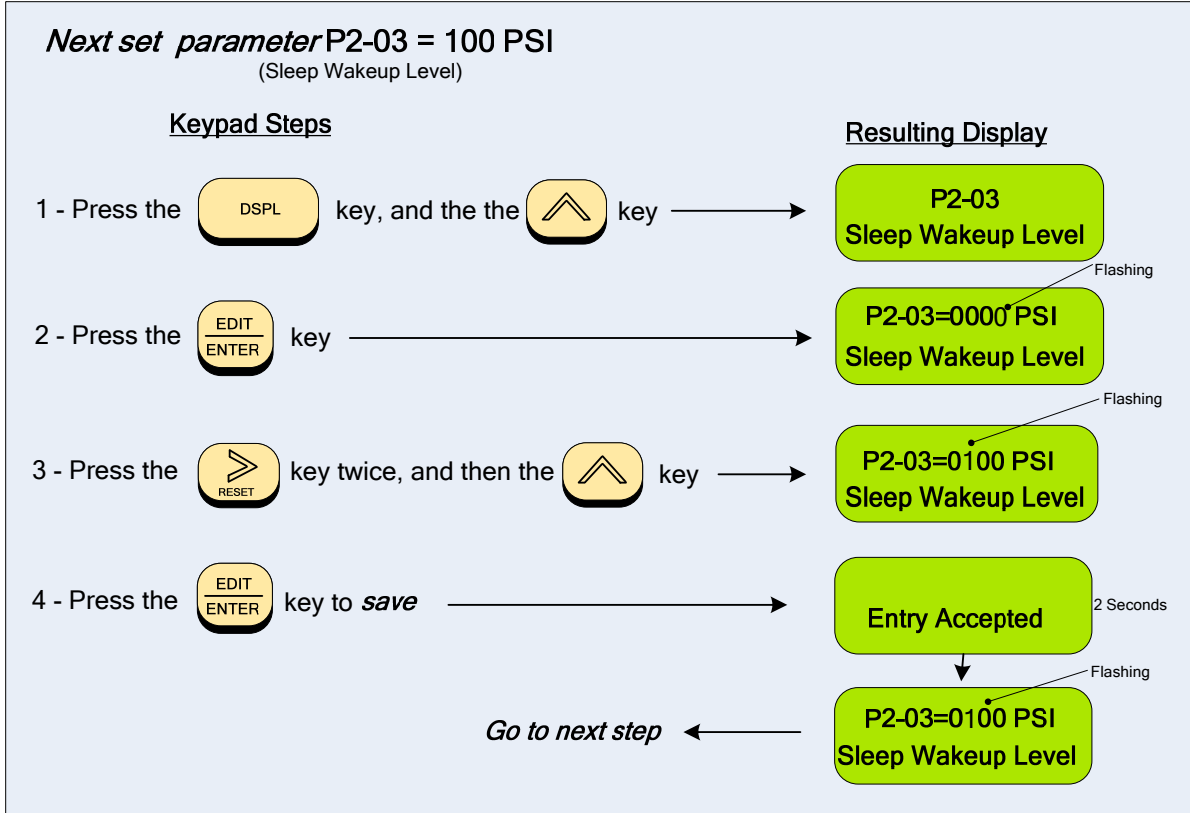 Next set parameter P2-03 = 100 PSI
(Sleep Wakeup Level)
Keypad Steps
Resulting Display
1 - Press the DSPL key, and the the key
P2-03
Sleep Wakeup Level
Flashing
2 - Press the EDIT ENTER key
P2-03=0000 PSI
Sleep Wakeup Level
Flashing
3 - Press the RESET key twice, and then the key
P2-03=0100 PSI
Sleep Wakeup Level
4 - Press the EDIT ENTER key to save
Entry Accepted
2 Seconds
Flashing
P2-03=0100 PSI
Sleep Wakeup Level
Go to next step